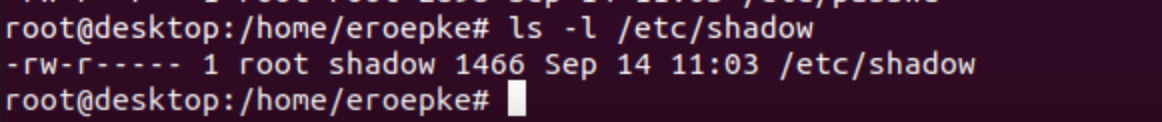 root@desktop:/home/eroepke# ls -l /etc/shadow
-rw-r----- 1 root shadow 1466 Sep 14 11:03 /etc/shadow
root@desktop:/home/eroepke#